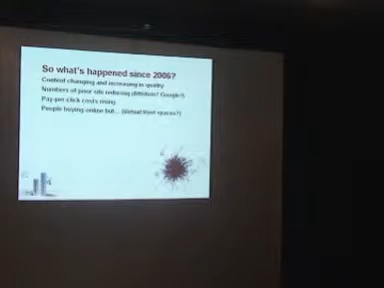 So what's happened since 2006?
Content changing and increasing in quality
Numbers of poor site reducing (attrition? Google?)
Pay-per-click costs rising
People buying online but... (Virtual front spaces?)